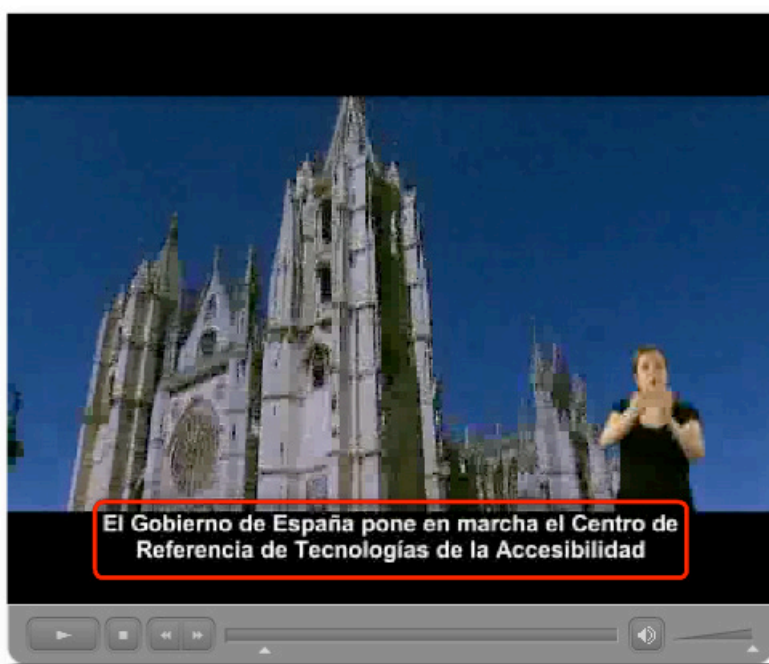 El Gobierno de España pone en marcha el Centro de
Referencia de Tecnologías de la Accesibilidad